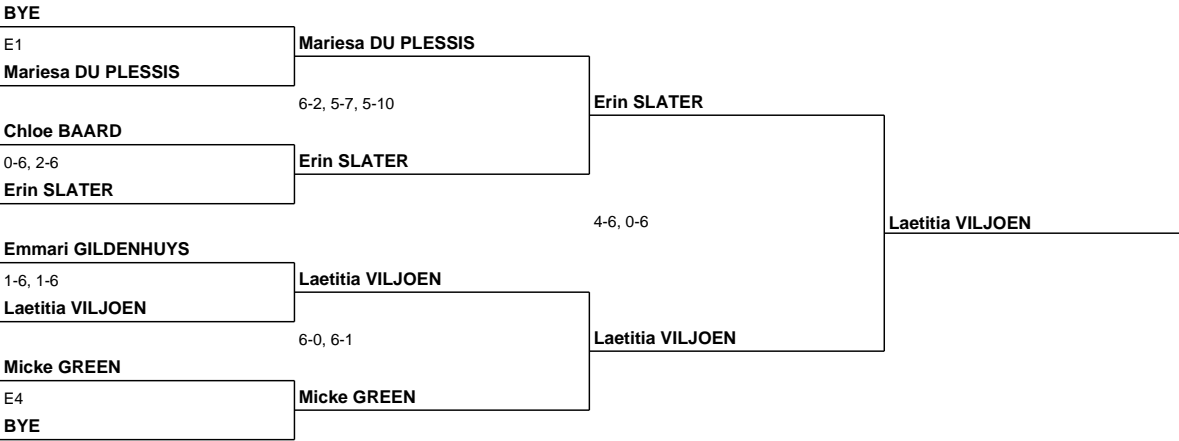 BYE
E1
Mariesa DU PLESSIS
Mariesa DU PLESSIS
6-2, 5-7, 5-10
Erin SLATER
Chloe BAARD
0-6, 2-6
Erin SLATER
Erin SLATER
4-6, 0-6
Laetitia VILJOEN
Emmari GILDENHUYS
1-6, 1-6
Laetitia VILJOEN
Laetitia VILJOEN
6-0, 6-1
Laetitia VILJOEN
Micke GREEN
E4
Micke GREEN
BYE